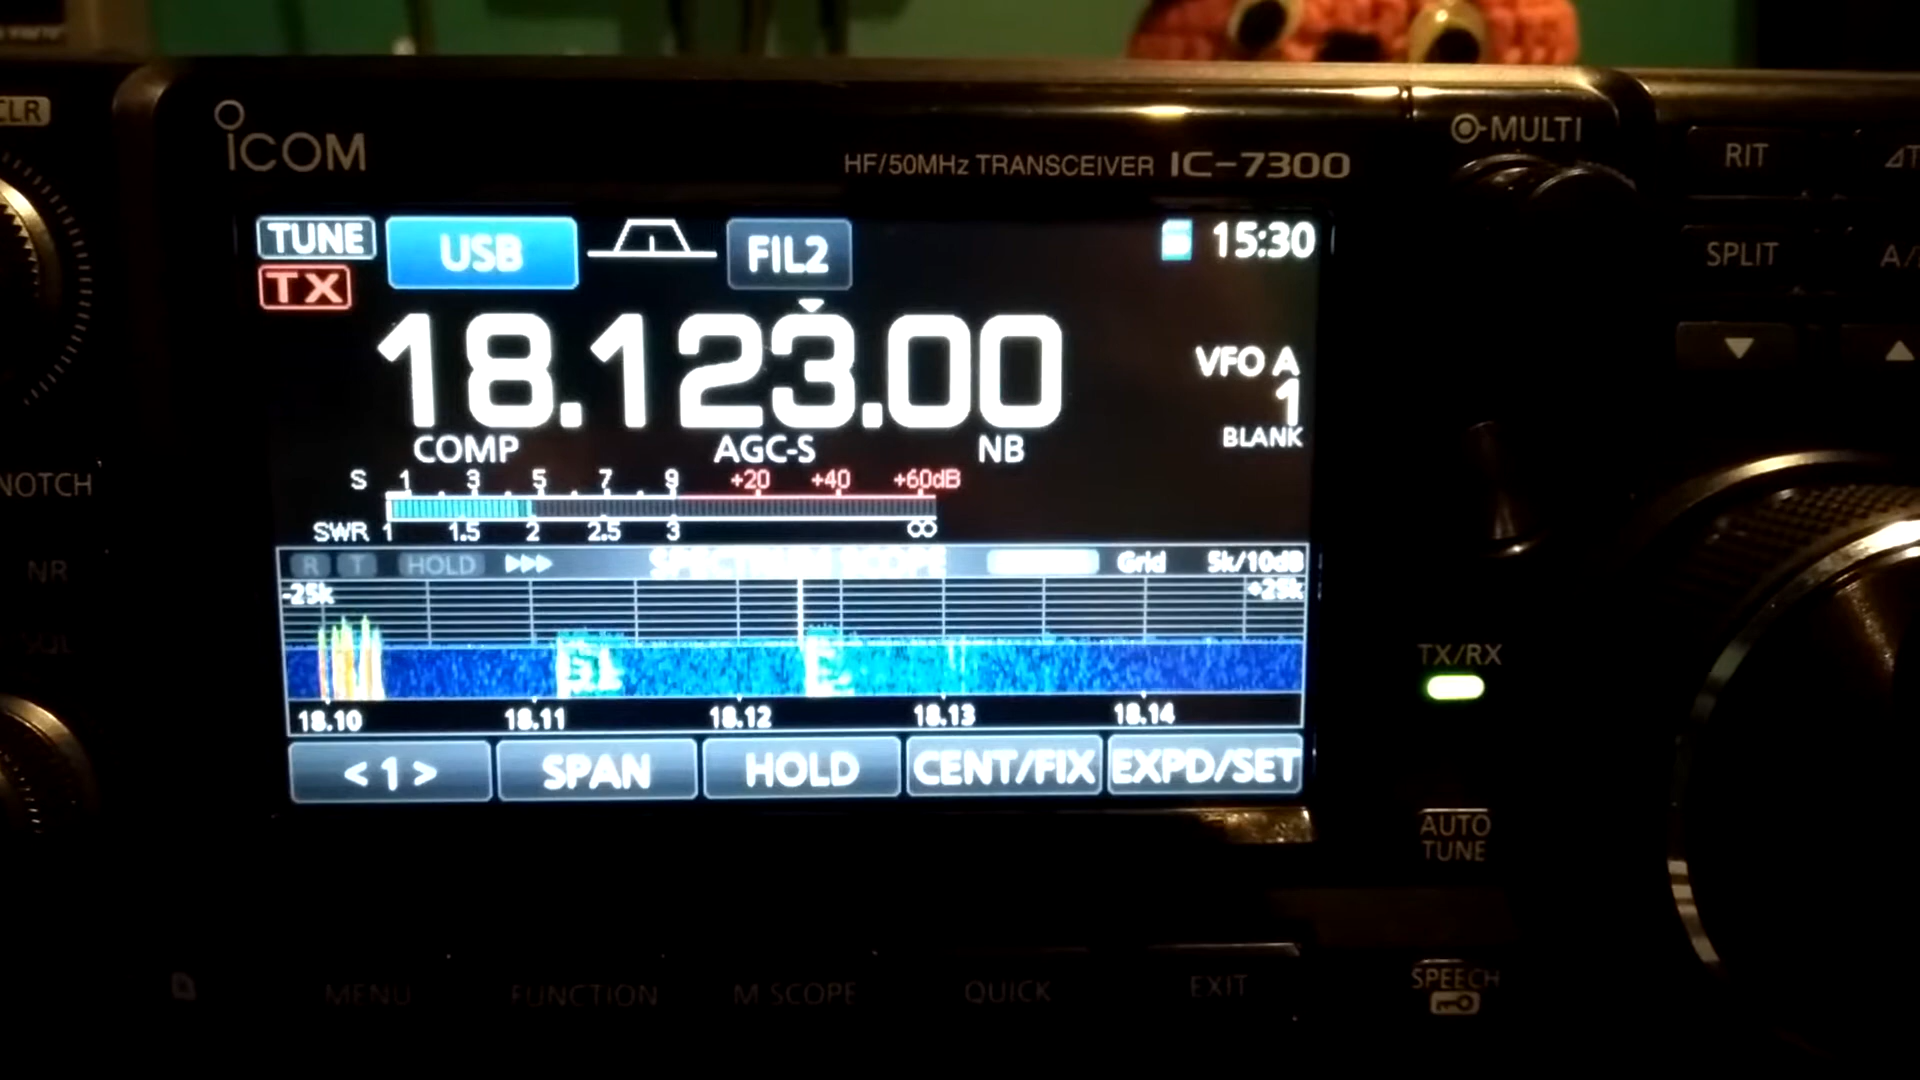 CLR
ICOM
HF/50MHz TRANSCEIVER IC-7300
MULTI
RIT
SPLIT
TUNE USB FIL2 15:30
TX
18.123.00
VFO A
1
BLANK
COMP AGC-S NB
S 1 3 5 7 9 +20 +40 +60dB
SWR 1 1.5 2 2.5 3 ∞
R T HOLD SPECTRUM SCOPE Grid 5k/10dB
-25k +25k
18.10 18.11 18.12 18.13 18.14
<1> SPAN HOLD CENT/FIX EXPD/SET
NOTCH
NR
TX/RX
AUTO
TUNE
MENU FUNCTION M.SCOPE QUICK EXIT
SPEECH